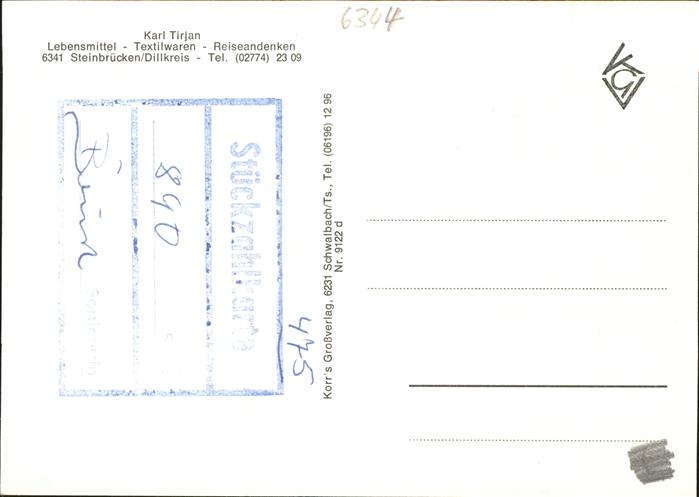 6344
Karl Tirjan
Lebensmittel - Textilwaren - Reiseandenken
6341 Steinbrücken/Dillkreis - Tel. (02774) 23 09
Stückzahlkarte
840
475
Korr's Großverlag, 6231 Schwalbach/Ts., Tel. (06196) 12 96
Nr. 9122 d